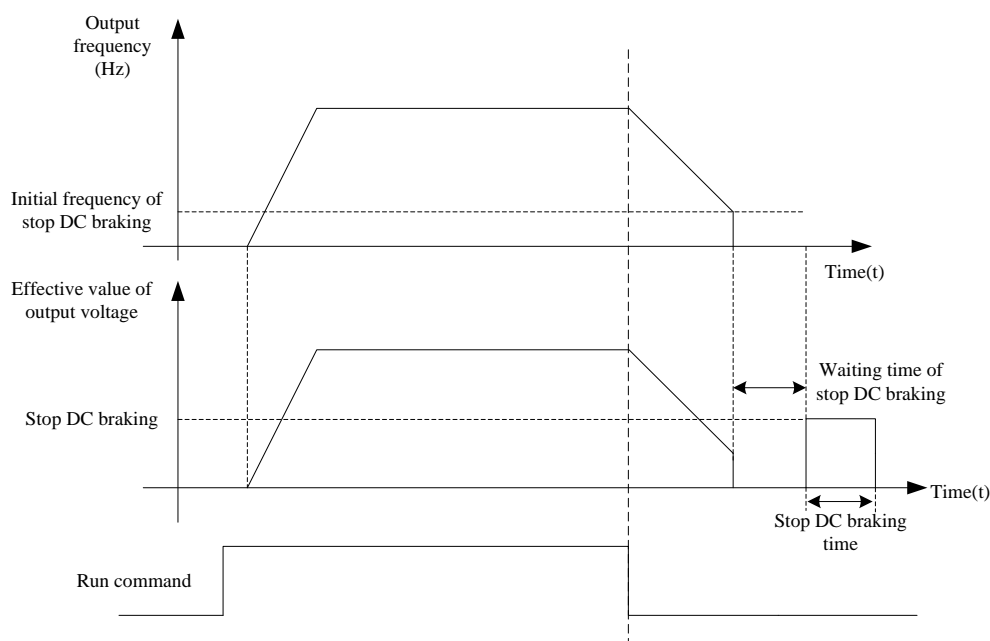 Output
frequency
(Hz)
Initial frequency of
stop DC braking
Time(t)
Effective value of
output voltage
Waiting time of
stop DC braking
Stop DC braking
Time(t)
Stop DC braking
time
Run command